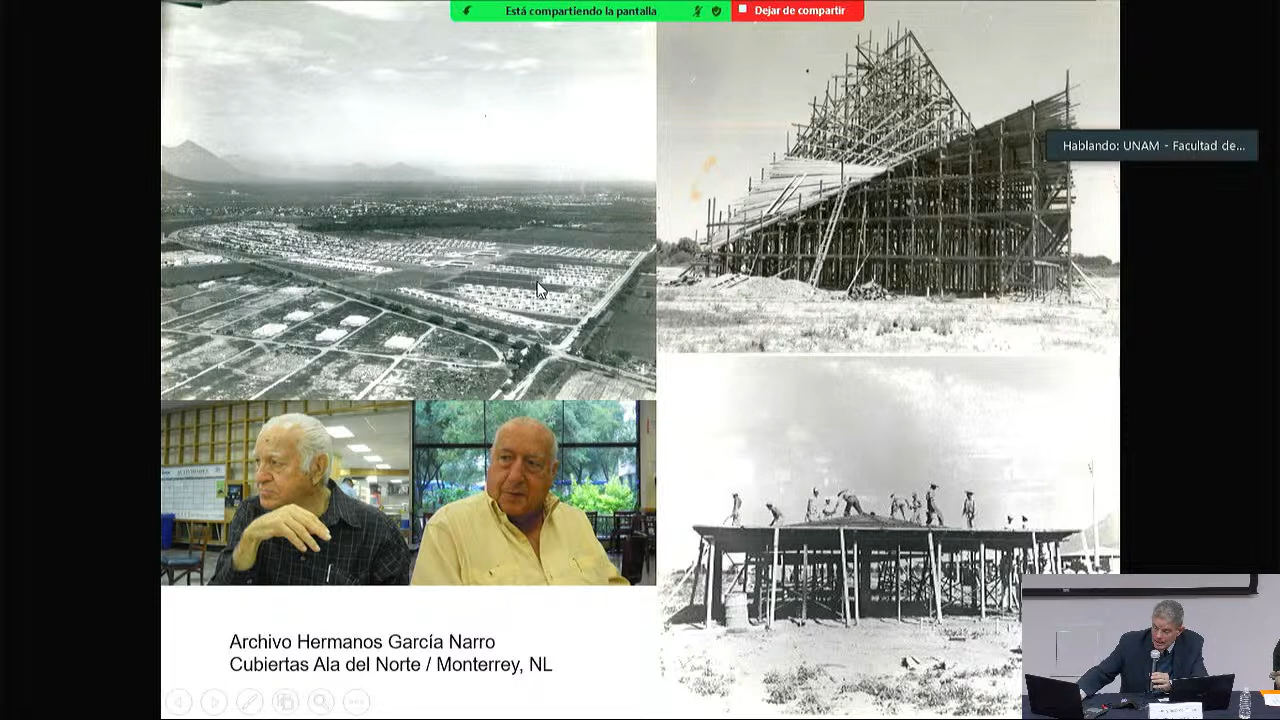 Está compartiendo la pantalla
Dejar de compartir
Hablando: UNAM - Facultad de...
Archivo Hermanos García Narro
Cubiertas Ala del Norte / Monterrey, NL